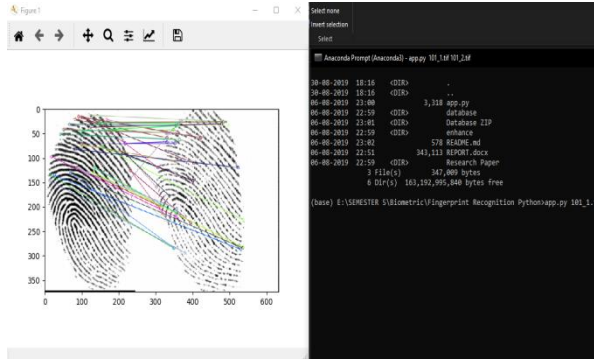 Figure 1
0
50
100
150
200
250
300
350
0 100 200 300 400 500 600
Select none
Invert selection
Select
Anaconda Prompt (Anaconda3) - app.py 101_1.tif 101_2.tif
30-08-2019 18:16 <DIR> .
30-08-2019 18:16 <DIR> ..
06-08-2019 23:00 3,318 app.py
06-08-2019 22:59 <DIR> database
06-08-2019 23:01 <DIR> Database ZIP
06-08-2019 22:59 <DIR> enhance
06-08-2019 23:02 578 README.md
06-08-2019 22:51 343,113 REPORT.docx
06-08-2019 22:59 <DIR> Research Paper
3 File(s) 347,009 bytes
6 Dir(s) 163,192,995,840 bytes free
(base) E:\SEMESTER 5\Biometric\Fingerprint Recognition Python>app.py 101_1.